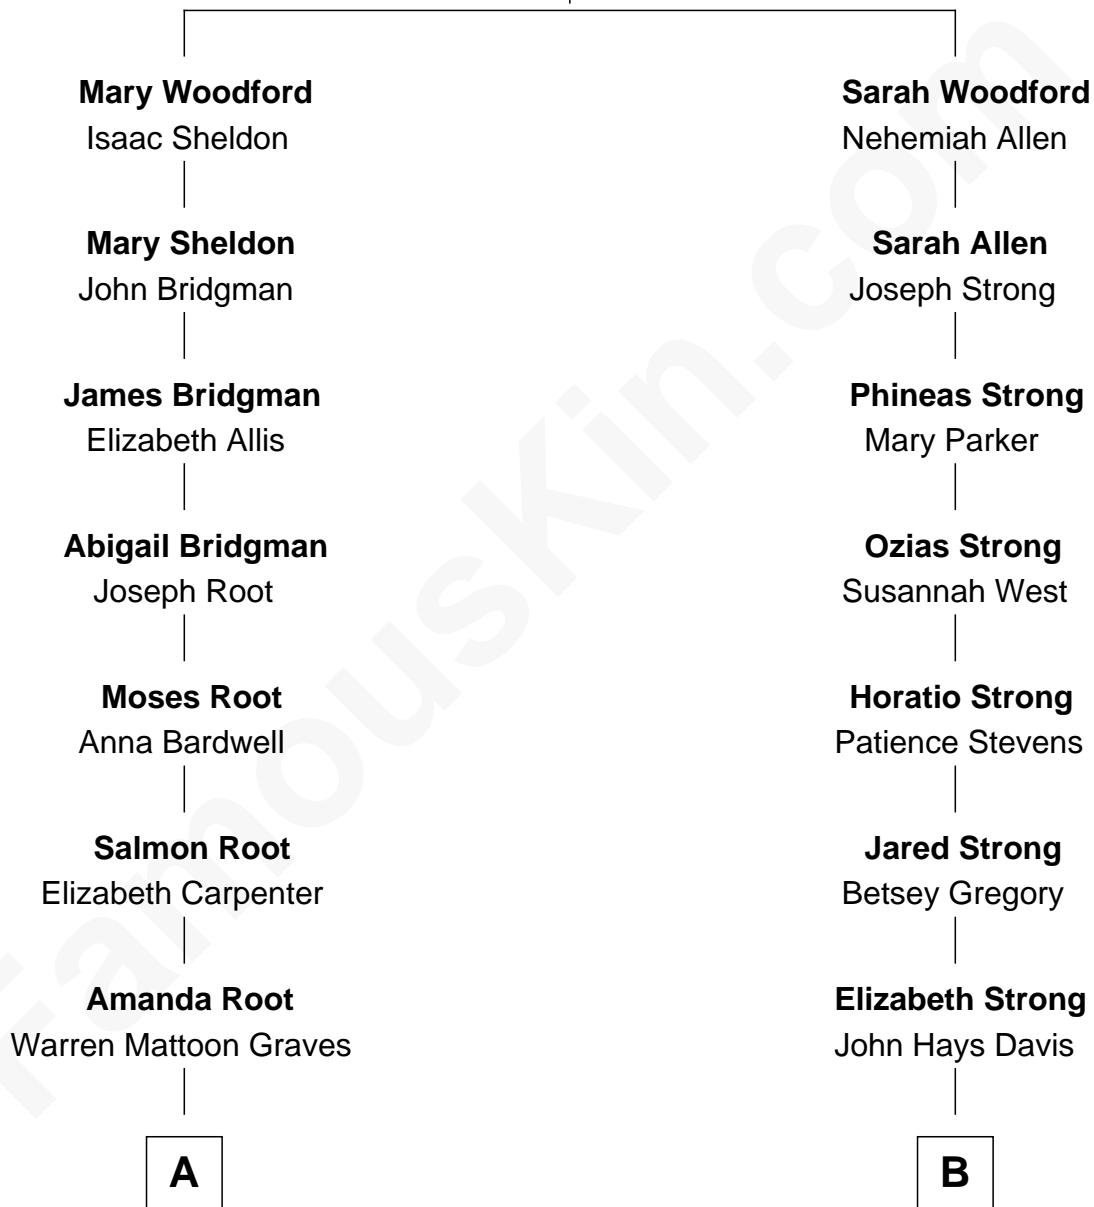 Mary Woodford
Isaac Sheldon
Mary Sheldon
John Bridgman
James Bridgman
Elizabeth Allis
Abigail Bridgman
Joseph Root
Moses Root
Anna Bardwell
Salmon Root
Elizabeth Carpenter
Amanda Root
Warren Mattoon Graves
A
Sarah Woodford
Nehemiah Allen
Sarah Allen
Joseph Strong
Phineas Strong
Mary Parker
Ozias Strong
Susannah West
Horatio Strong
Patience Stevens
Jared Strong
Betsey Gregory
Elizabeth Strong
John Hays Davis
B
FamousKin.com